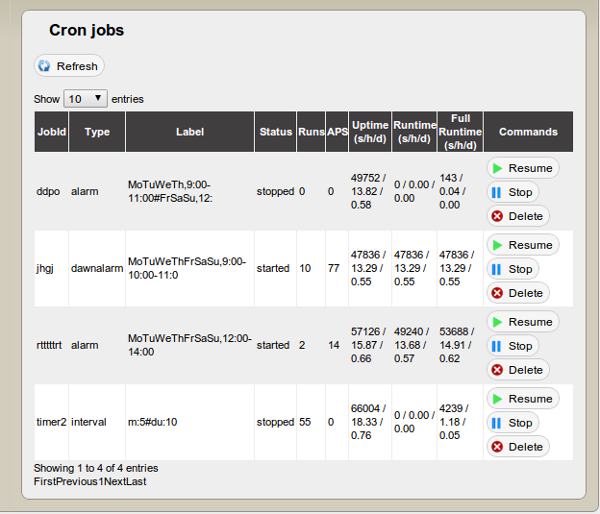 Cron jobs
Refresh
Show 10 entries
JobId Type Label Status Runs APS Uptime (s/h/d) Runtime (s/h/d) Full Runtime (s/h/d) Commands
ddpo alarm MoTuWeTh,9:00-11:00#FrSaSu,12: stopped 0 0 49752 / 13.82 / 0.58 0 / 0.00 / 0.00 143 / 0.04 / 0.00 Resume
Stop
Delete
jhgj dawnalarm MoTuWeThFrSaSu,9:00-10:00-11:0 started 10 77 47836 / 13.29 / 0.55 47836 / 13.29 / 0.55 47836 / 13.29 / 0.55 Resume
Stop
Delete
rttttrt alarm MoTuWeThFrSaSu,12:00-14:00 started 2 14 57126 / 15.87 / 0.66 49240 / 13.68 / 0.57 53688 / 14.91 / 0.62 Resume
Stop
Delete
timer2 interval m:5#du:10 stopped 55 0 66004 / 18.33 / 0.76 0 / 0.00 / 0.00 4239 / 1.18 / 0.05 Resume
Stop
Delete
Showing 1 to 4 of 4 entries
FirstPrevious1NextLast